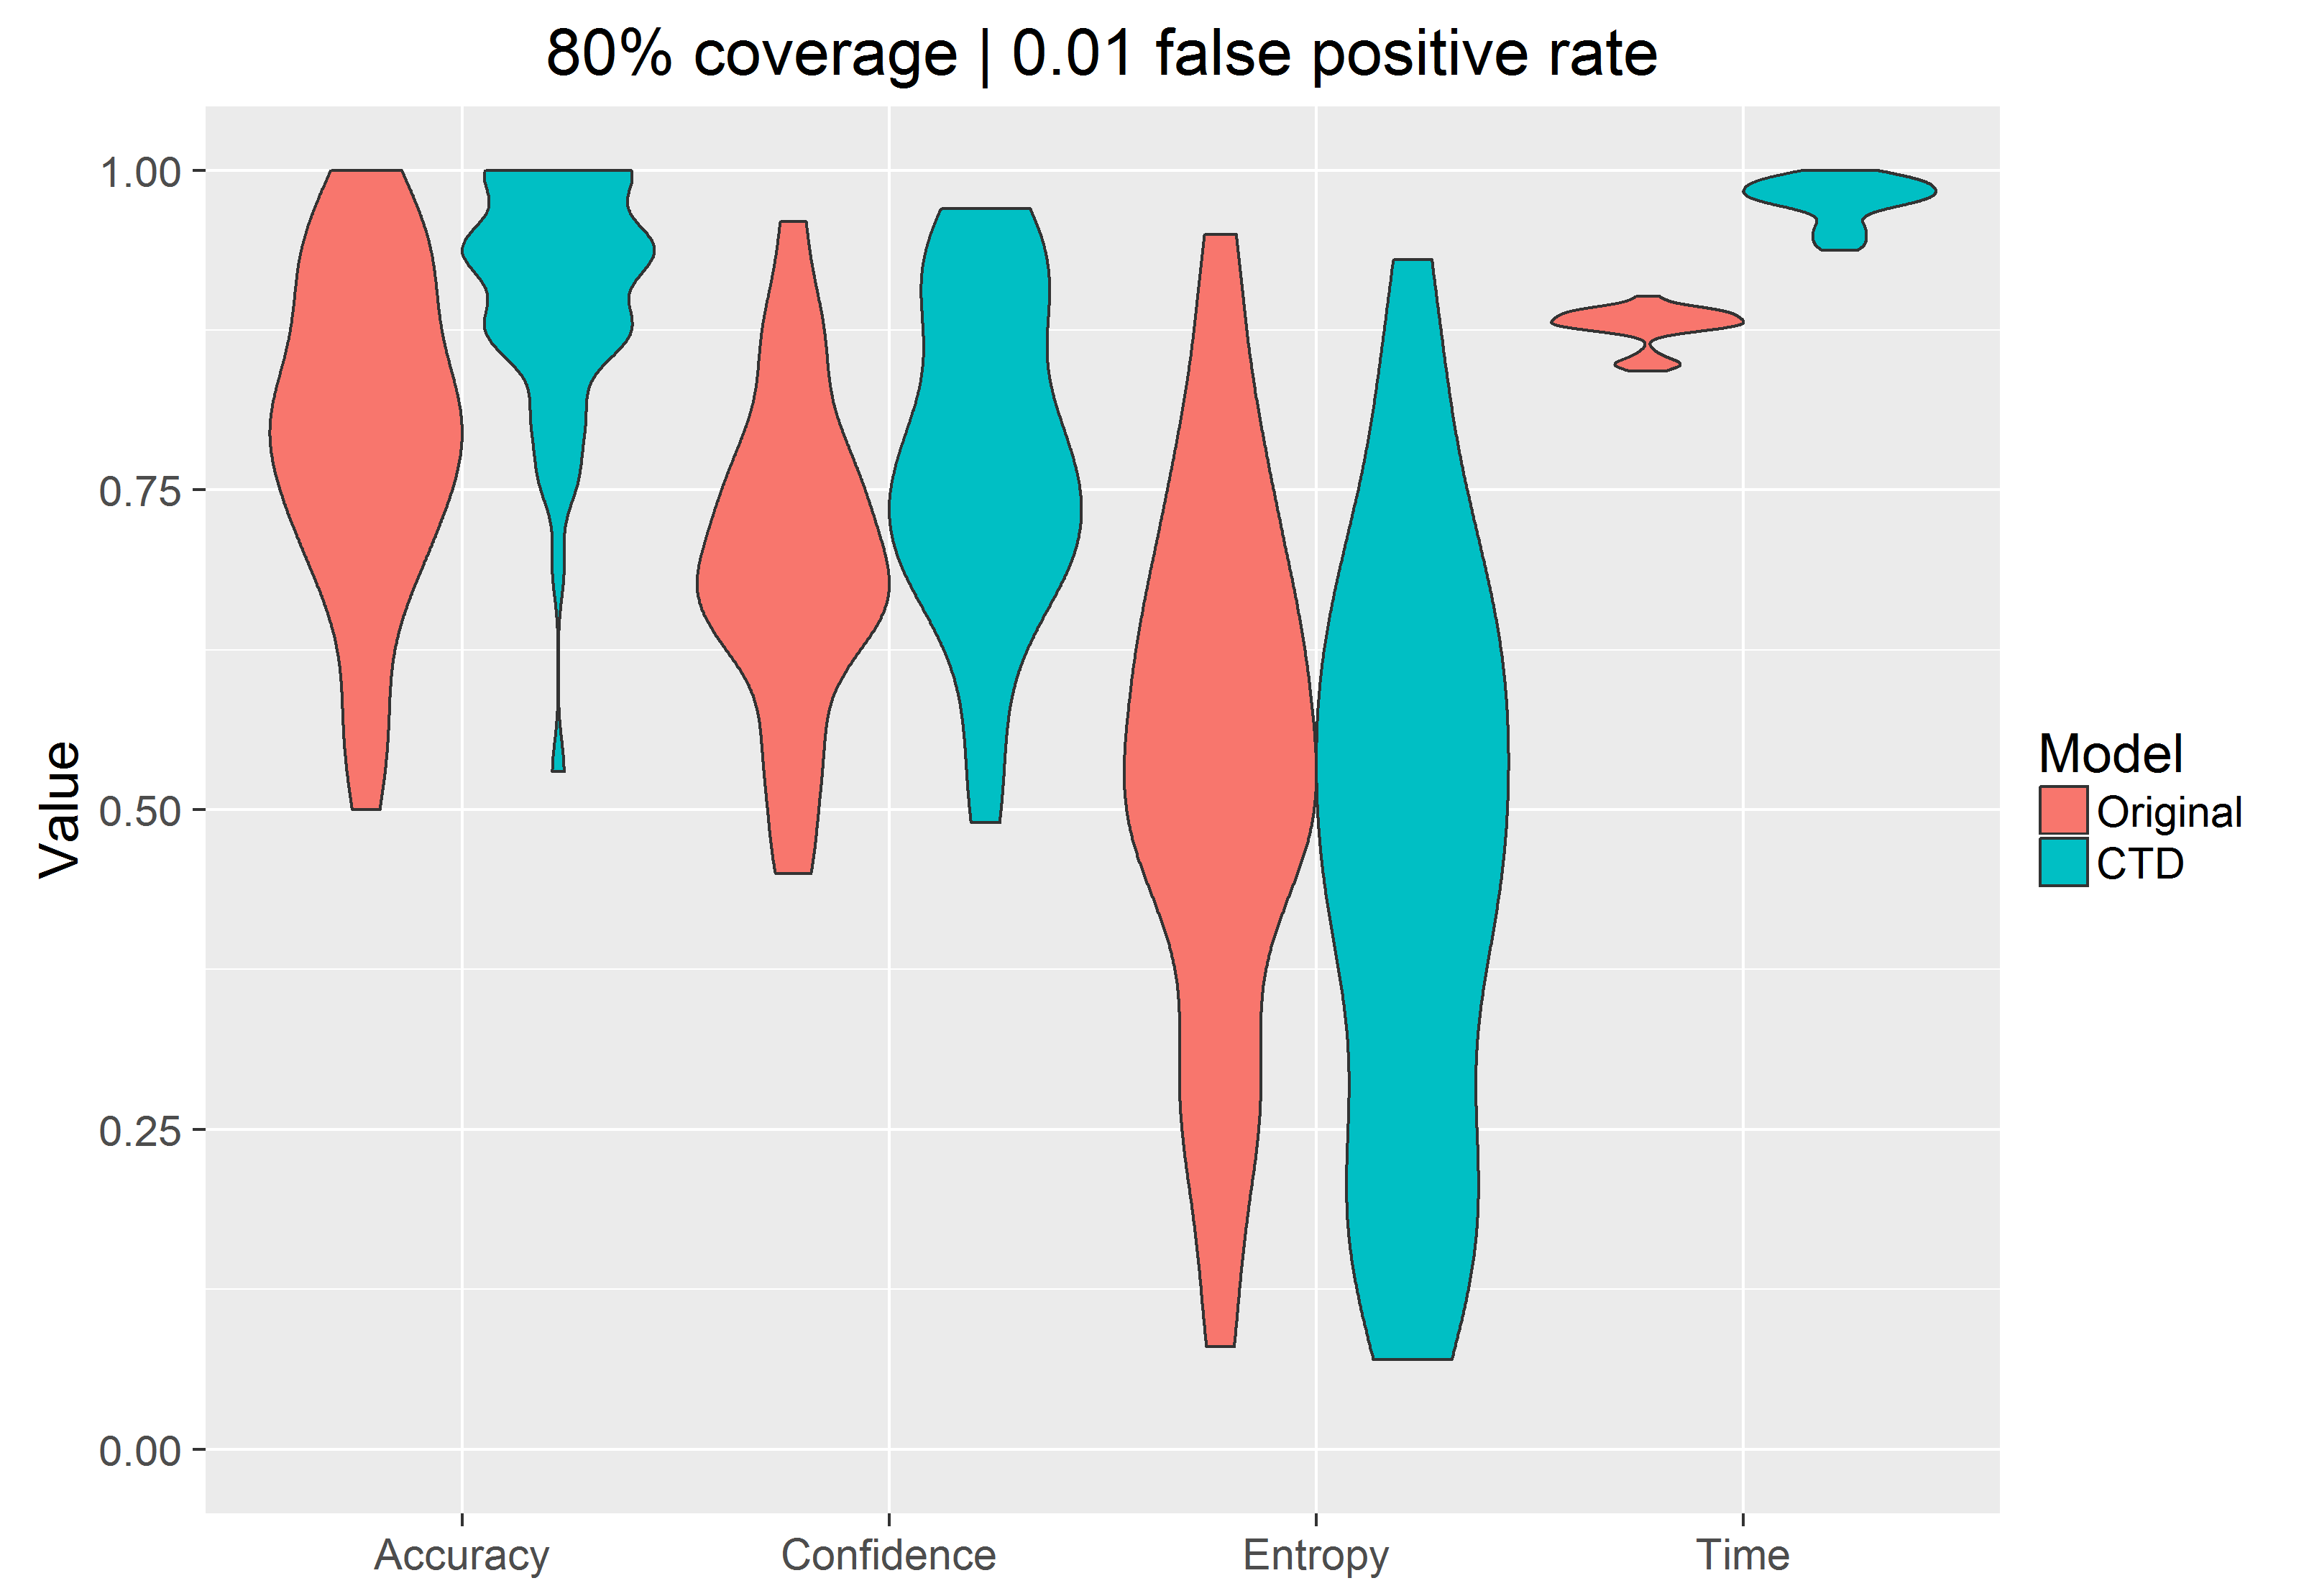 80% coverage | 0.01 false positive rate
Value
1.00
0.75
0.50
0.25
0.00
Accuracy
Confidence
Entropy
Time
Model
Original
CTD